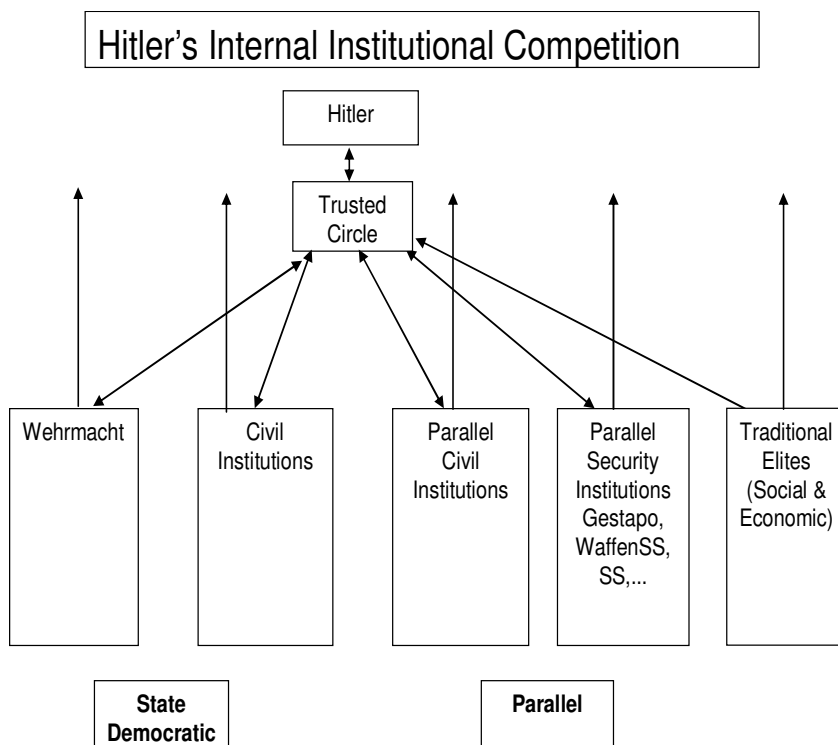 Hitler's Internal Institutional Competition
Hitler
Trusted
Circle
Wehrmacht
Civil
Institutions
Parallel
Civil
Institutions
Parallel
Security
Institutions
Gestapo,
WaffenSS,
SS,...
Traditional
Elites
(Social &
Economic)
State
Democratic
Parallel